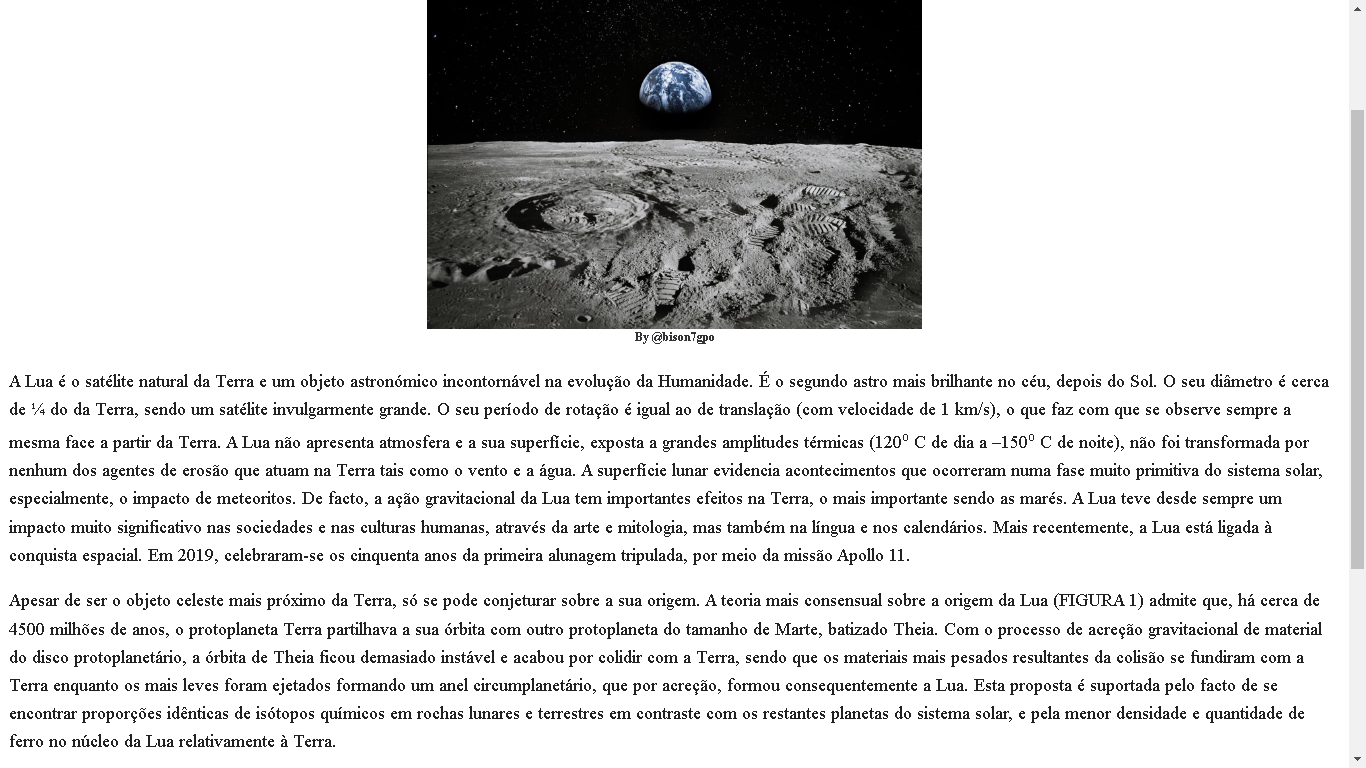 By @bison7gpo
A Lua é o satélite natural da Terra e um objeto astronómico incontornável na evolução da Humanidade. É o segundo astro mais brilhante no céu, depois do Sol. O seu diâmetro é cerca
de ¼ do da Terra, sendo um satélite invulgarmente grande. O seu período de rotação é igual ao de translação (com velocidade de 1 km/s), o que faz com que se observe sempre a
mesma face a partir da Terra. A Lua não apresenta atmosfera e a sua superfície, exposta a grandes amplitudes térmicas (120º C de dia a –150º C de noite), não foi transformada por
nenhum dos agentes de erosão que atuam na Terra tais como o vento e a água. A superfície lunar evidencia acontecimentos que ocorreram numa fase muito primitiva do sistema solar,
especialmente, o impacto de meteoritos. De facto, a ação gravitacional da Lua tem importantes efeitos na Terra, o mais importante sendo as marés. A Lua teve desde sempre um
impacto muito significativo nas sociedades e nas culturas humanas, através da arte e mitologia, mas também na língua e nos calendários. Mais recentemente, a Lua está ligada à
conquista espacial. Em 2019, celebraram-se os cinquenta anos da primeira alunagem tripulada, por meio da missão Apollo 11.
Apesar de ser o objeto celeste mais próximo da Terra, só se pode conjeturar sobre a sua origem. A teoria mais consensual sobre a origem da Lua (FIGURA 1) admite que, há cerca de
4500 milhões de anos, o protoplaneta Terra partilhava a sua órbita com outro protoplaneta do tamanho de Marte, batizado Theia. Com o processo de acreção gravitacional de material
do disco protoplanetário, a órbita de Theia ficou demasiado instável e acabou por colidir com a Terra, sendo que os materiais mais pesados resultantes da colisão se fundiram com a
Terra enquanto os mais leves foram ejetados formando um anel circumplanetário, que por acreção, formou consequentemente a Lua. Esta proposta é suportada pelo facto de se
encontrar proporções idênticas de isótopos químicos em rochas lunares e terrestres em contraste com os restantes planetas do sistema solar, e pela menor densidade e quantidade de
ferro no núcleo da Lua relativamente à Terra.